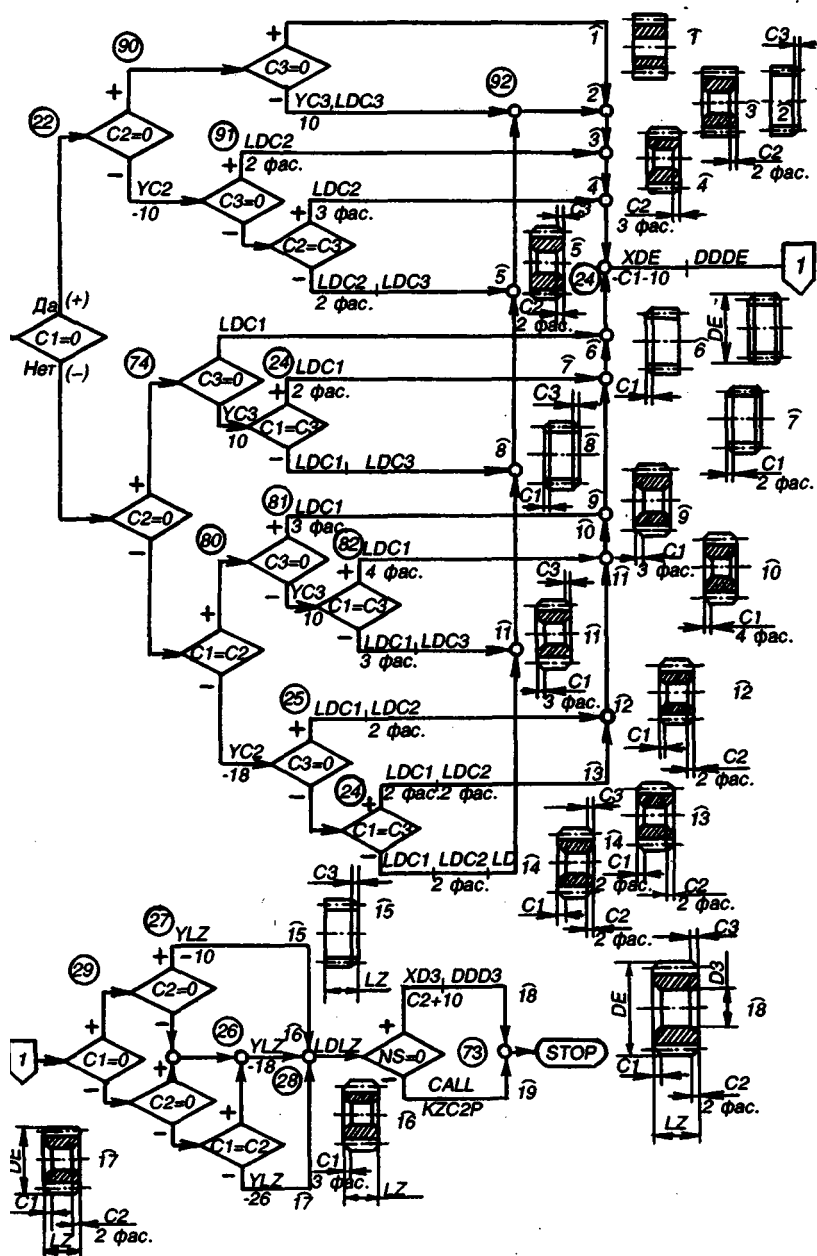 90
C3=0
1
1
C3
92
22
C2=0
YC3, LDC3
10
2
3
2
91
LDC2
2 фас.
3
C2
2 фас.
YC2
-10
C3=0
LDC2
3 фас.
4
C2
3 фас.
4
C2=C3
C3
5
LDC2 LDC3
2 фас.
5
C2
2 фас.
24
XDE DDDE
-C1-10
1
Да (+)
C1=0
Нет (-)
LDC1
74
C3=0
24
LDC1
2 фас.
6
7
C1
6
DE
YC3
10
C1=C3
LDC1 LDC3
8
C3
8
C1
7
C1
2 фас.
C2=0
81
LDC1
3 фас.
9
10
9
C1
3 фас.
80
C3=0
82
LDC1
4 фас.
11
10
C1
4 фас.
YC3
10
C1=C3
C3
C1=C2
LDC1 LDC3
3 фас.
11
11
C1
3 фас.
25
LDC1 LDC2
2 фас.
12
12
C1
C2
2 фас.
YC2
-18
C3=0
24
LDC1 LDC2
2 фас. 2 фас.
13
C3
13
C1
C2
2 фас.
C1=C3
LDC1 LDC2 LD
2 фас.
14
14
2 фас.
C1
C2
2 фас.
C3
15
LZ
27
YLZ
-10
15
29
C2=0
XD3, DDD3
C2+10
18
C3
D3
DE
18
C1
C2
2 фас.
LZ
26
YLZ
-18
16
LDLZ
28
NS=0
73
STOP
1
C1=0
C2=0
CALL
KZC2P
19
C1=C2
YLZ
-26
17
16
C1
3 фас.
LZ
DE
17
C1
C2
2 фас.
LZ